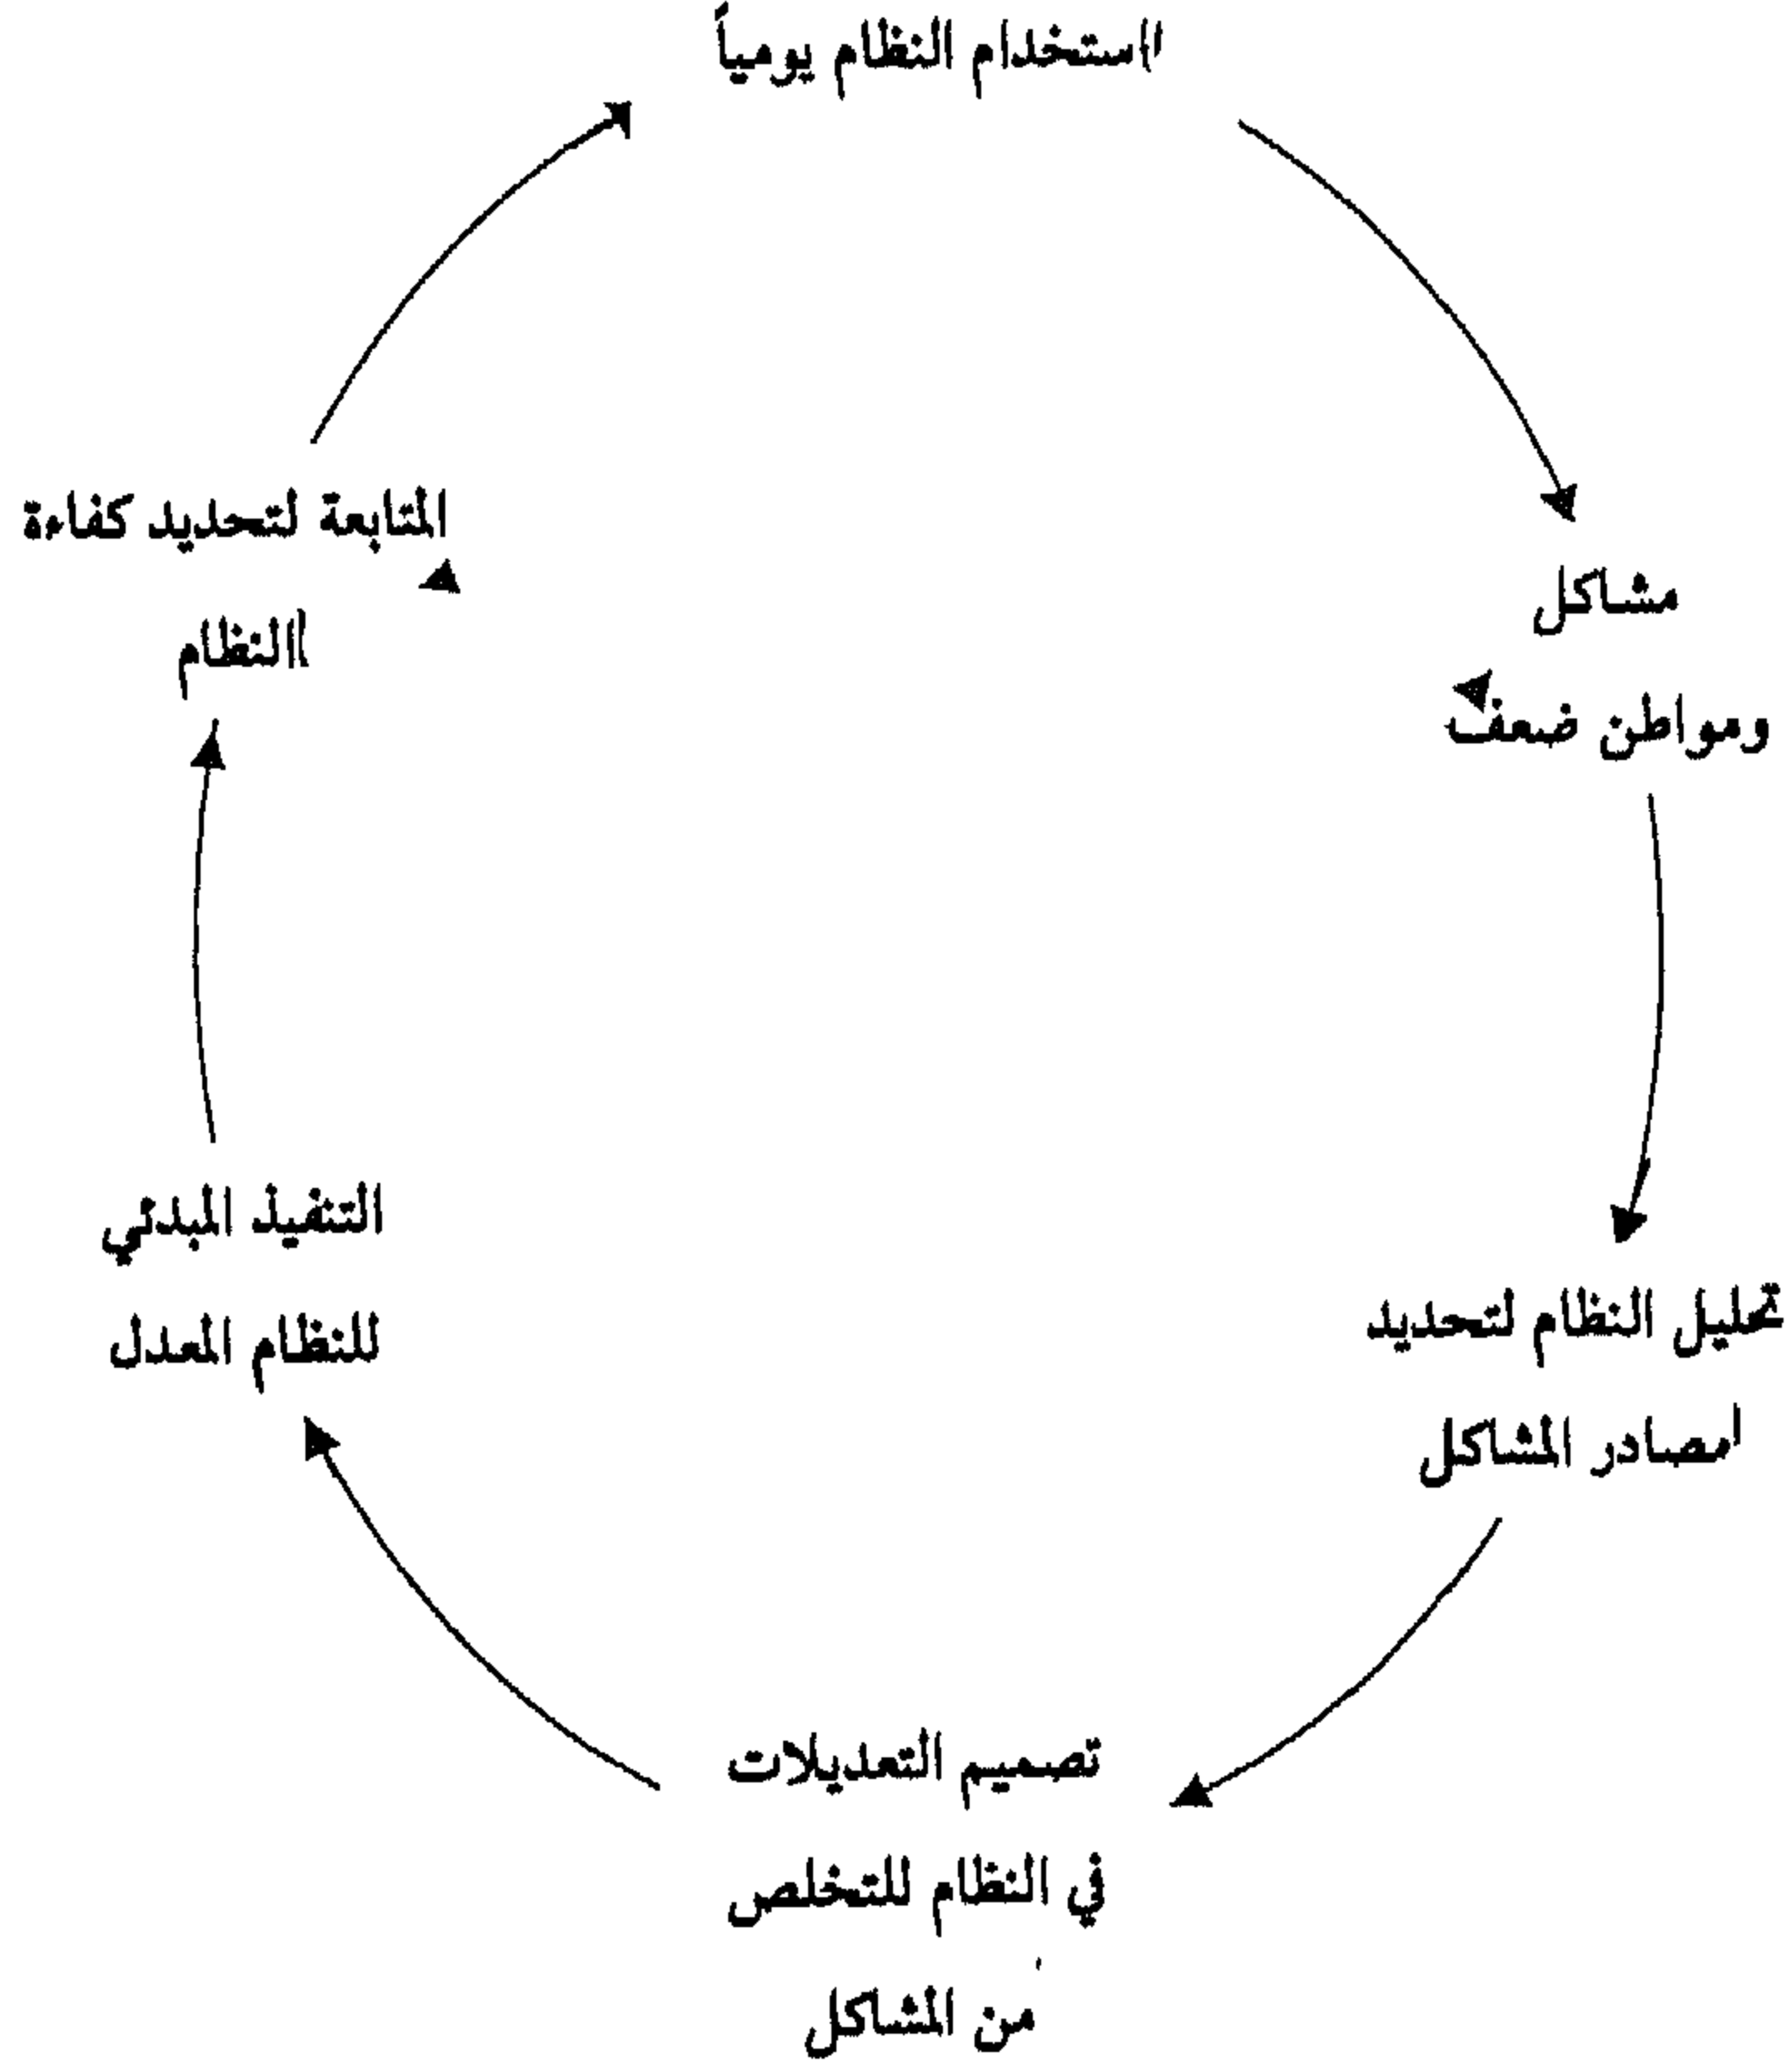 استخدام النظام يومياً
مشاكل
ومواطن ضعف
تحليل النظام لتحديد
مصادر المشاكل
تصميم التعديلات
في النظام للتخلص
من المشاكل
التنفيذ المبدئي
للنظام المعدل
المتابعة لتحديد كفاءة
النظام